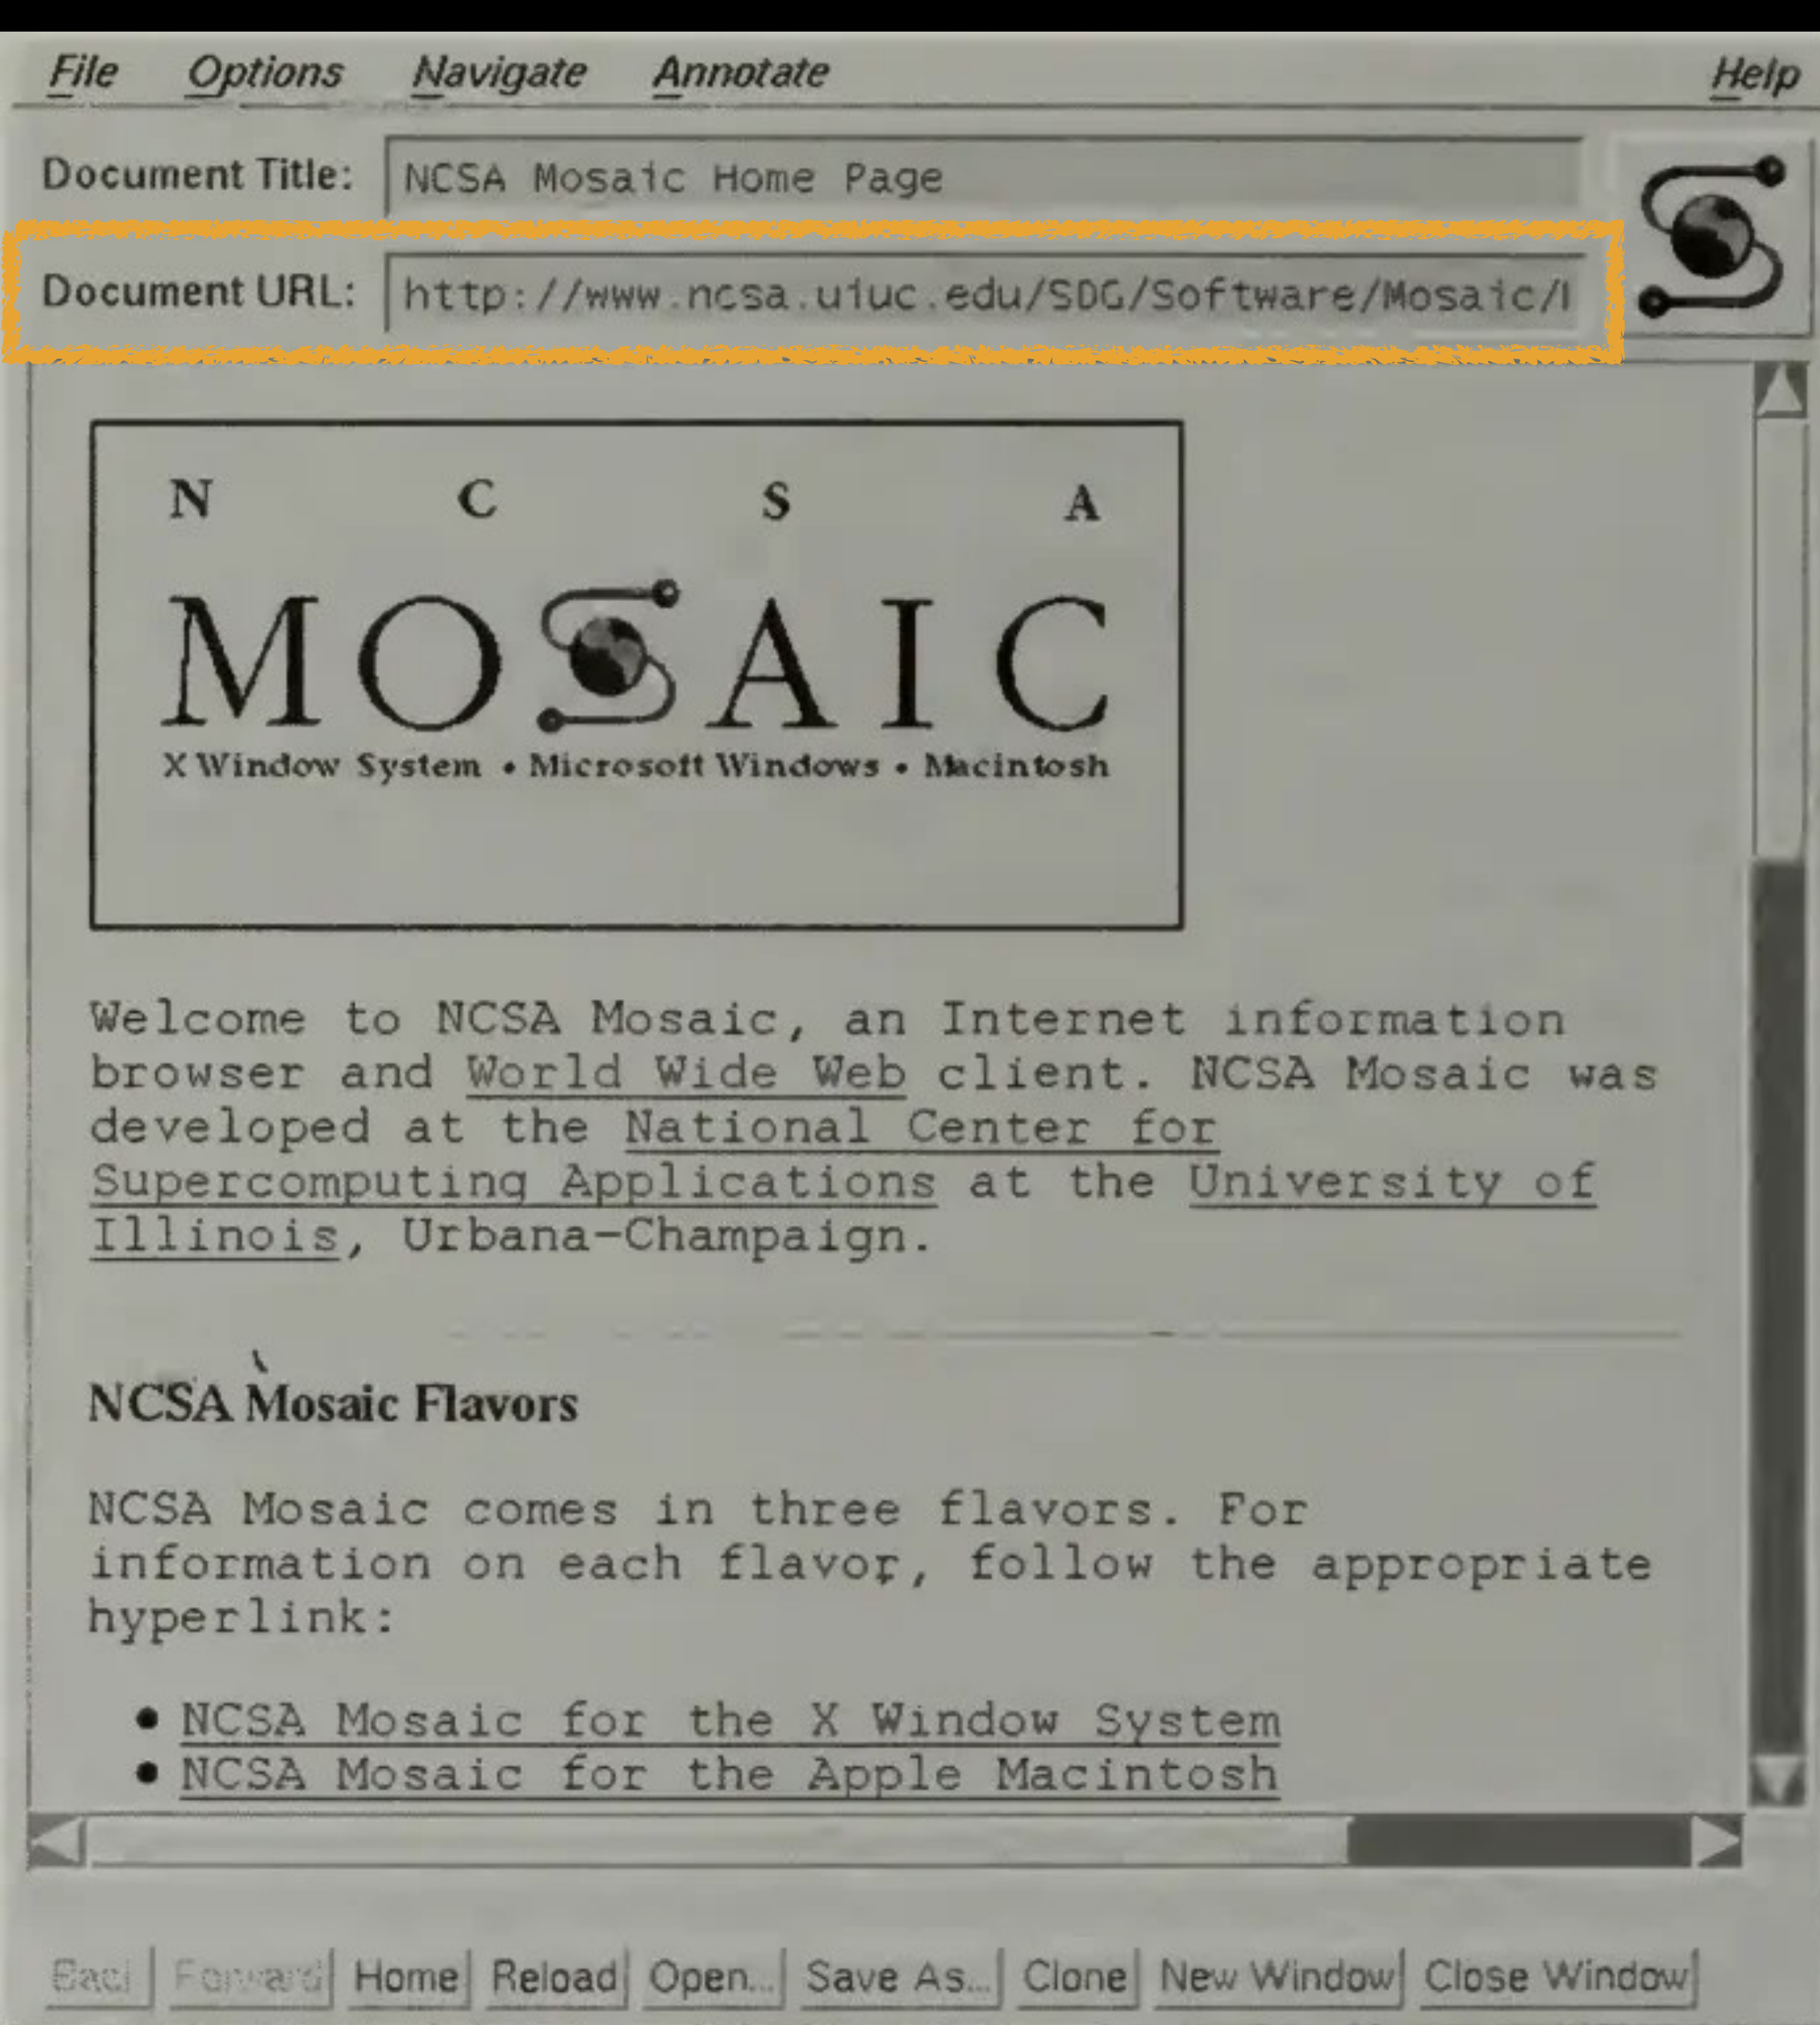 File Options Navigate Annotate Help
Document Title: NCSA Mosaic Home Page
Document URL: http://www.ncsa.uiuc.edu/SDG/Software/Mosaic/
N C S A
MOSAIC
X Window System • Microsoft Windows • Macintosh
Welcome to NCSA Mosaic, an Internet information
browser and World Wide Web client. NCSA Mosaic was
developed at the National Center for
Supercomputing Applications at the University of
Illinois, Urbana-Champaign.
NCSA Mosaic Flavors
NCSA Mosaic comes in three flavors. For
information on each flavor, follow the appropriate
hyperlink:
• NCSA Mosaic for the X Window System
• NCSA Mosaic for the Apple Macintosh
Back Forward Home Reload Open... Save As... Clone New Window Close Window